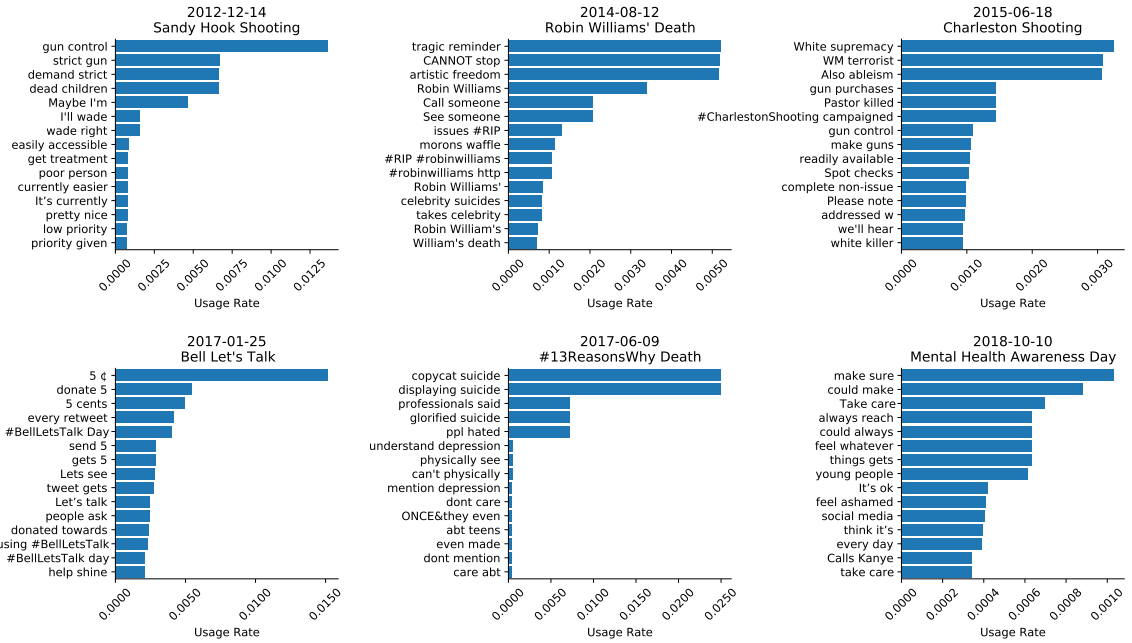 2012-12-14
Sandy Hook Shooting
gun control
strict gun
demand strict
dead children
Maybe I'm
I'll wade
wade right
easily accessible
get treatment
poor person
currently easier
It’s currently
pretty nice
low priority
priority given
0.0000
0.0025
0.0050
0.0075
0.0100
0.0125
Usage Rate
2014-08-12
Robin Williams' Death
tragic reminder
CANNOT stop
artistic freedom
Robin Williams
Call someone
See someone
issues #RIP
morons waffle
#RIP #robinwilliams
#robinwilliams http
Robin Williams'
celebrity suicides
takes celebrity
Robin William's
William's death
0.0000
0.0010
0.0020
0.0030
0.0040
0.0050
Usage Rate
2015-06-18
Charleston Shooting
White supremacy
WM terrorist
Also ableism
gun purchases
Pastor killed
#CharlestonShooting campaigned
gun control
make guns
readily available
Spot checks
complete non-issue
Please note
addressed w
we'll hear
white killer
0.0000
0.0010
0.0020
0.0030
Usage Rate
2017-01-25
Bell Let's Talk
5 ¢
donate 5
5 cents
every retweet
#BellLetsTalk Day
send 5
gets 5
Lets see
tweet gets
Let’s talk
people ask
donated towards
using #BellLetsTalk
#BellLetsTalk day
help shine
0.0000
0.0050
0.0100
0.0150
Usage Rate
2017-06-09
#13ReasonsWhy Death
copycat suicide
displaying suicide
professionals said
glorified suicide
ppl hated
understand depression
physically see
can't physically
mention depression
dont care
ONCE&they even
abt teens
even made
dont mention
care abt
0.0000
0.0050
0.0100
0.0150
0.0200
0.0250
Usage Rate
2018-10-10
Mental Health Awareness Day
make sure
could make
Take care
always reach
could always
feel whatever
things gets
young people
It’s ok
feel ashamed
social media
think it’s
every day
Calls Kanye
take care
0.0000
0.0002
0.0004
0.0006
0.0008
0.0010
Usage Rate